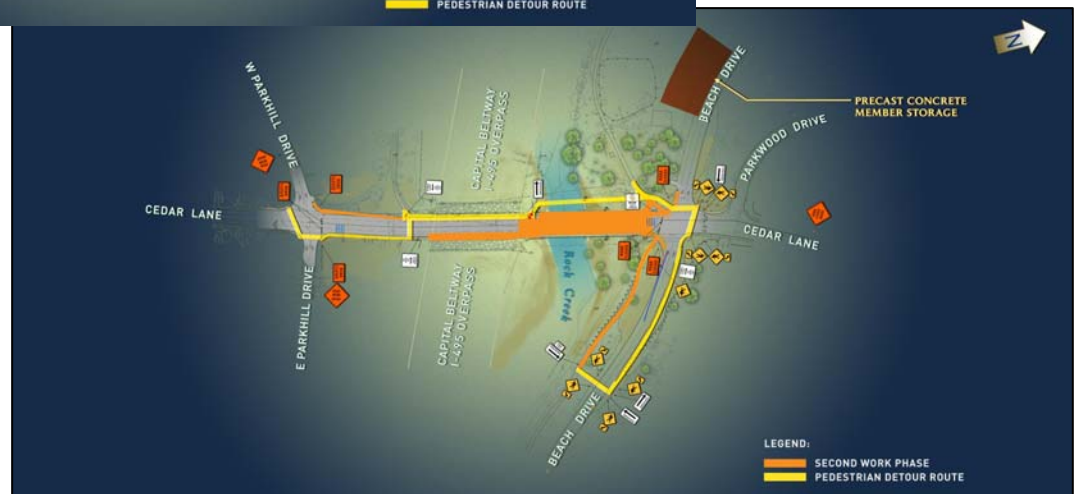 PEDESTRIAN DETOUR ROUTE
N
W PARKHILL DRIVE
CAPITAL BELTWAY
I-495 OVERPASS
BEACH DRIVE
PRECAST CONCRETE
MEMBER STORAGE
PARKWOOD DRIVE
CEDAR LANE
CEDAR LANE
E PARKHILL DRIVE
CAPITAL BELTWAY
I-495 OVERPASS
Rock Creek
BEACH DRIVE
LEGEND:
SECOND WORK PHASE
PEDESTRIAN DETOUR ROUTE